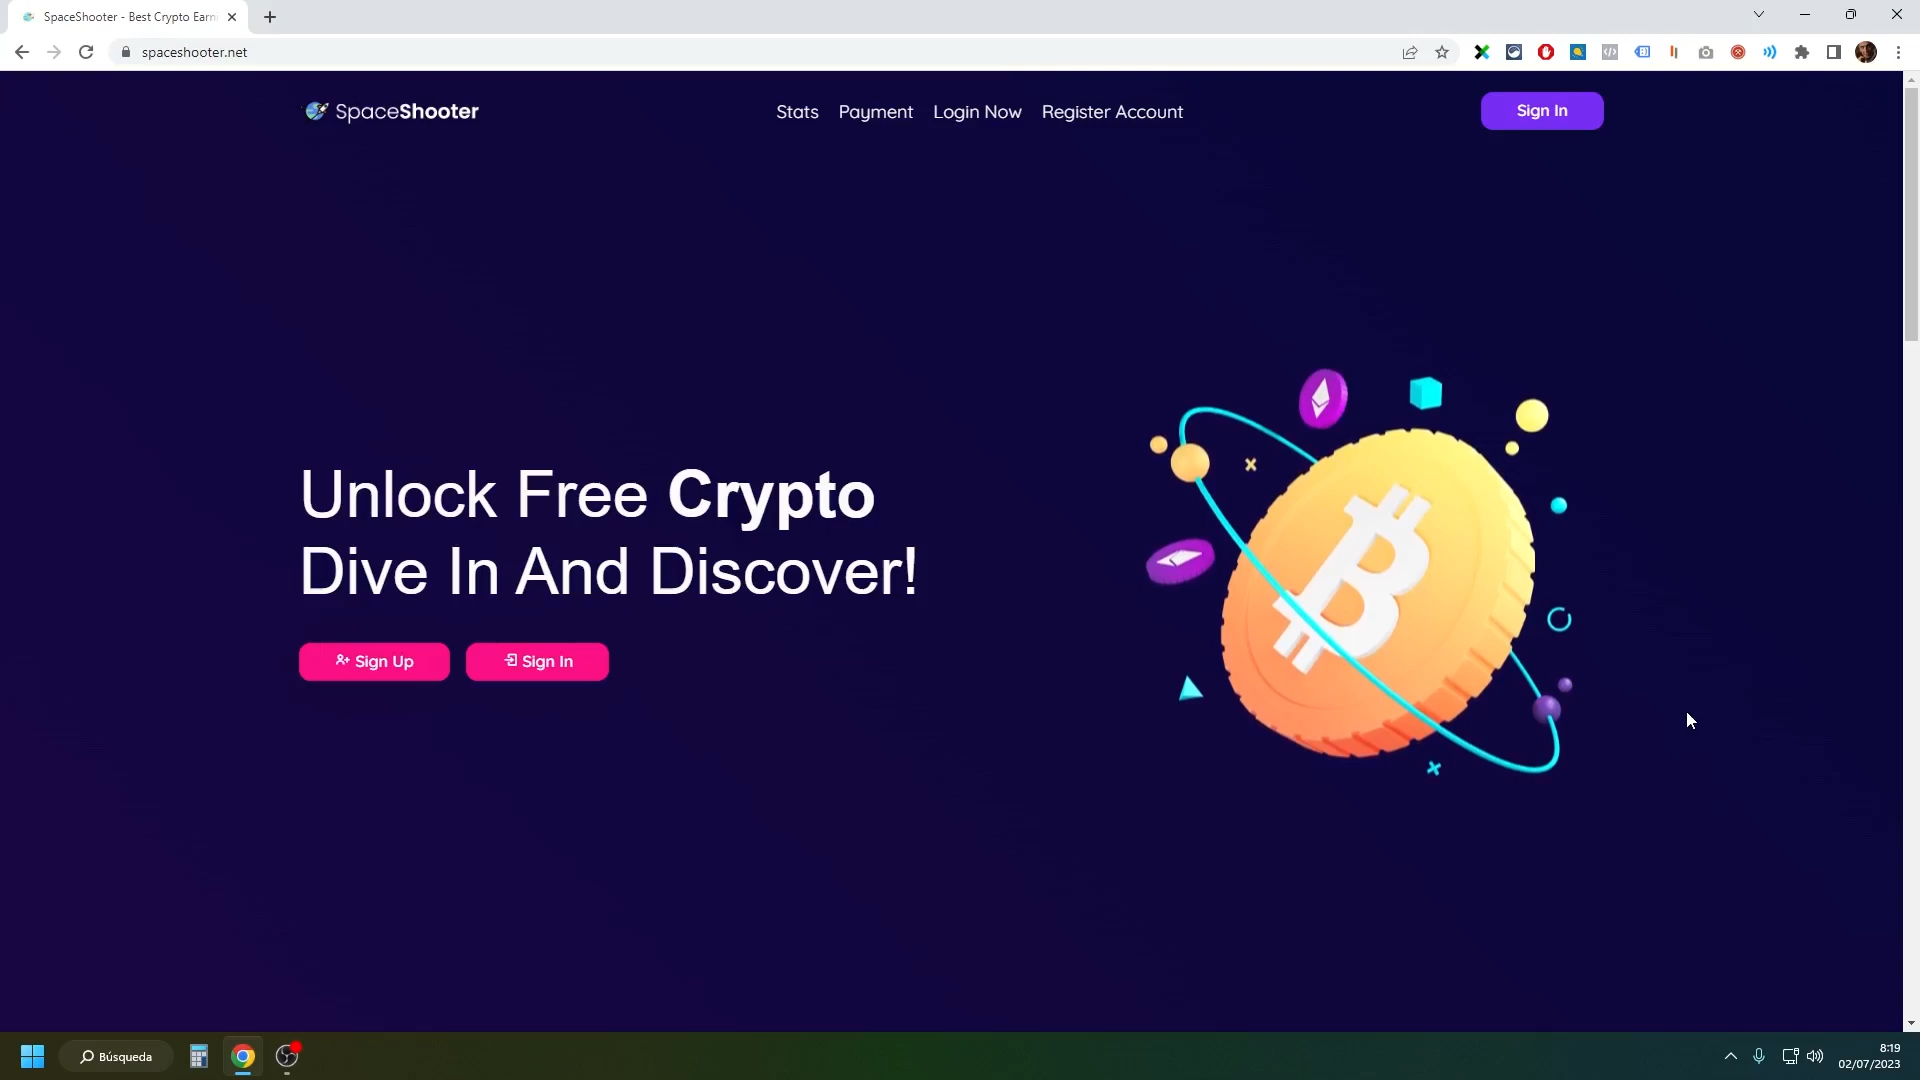 SpaceShooter - Best Crypto Earn
spaceshooter.net
SpaceShooter
Stats
Payment
Login Now
Register Account
Sign In
Unlock Free Crypto
Dive In And Discover!
Sign Up
Sign In
Búsqueda
8:19
02/07/2023